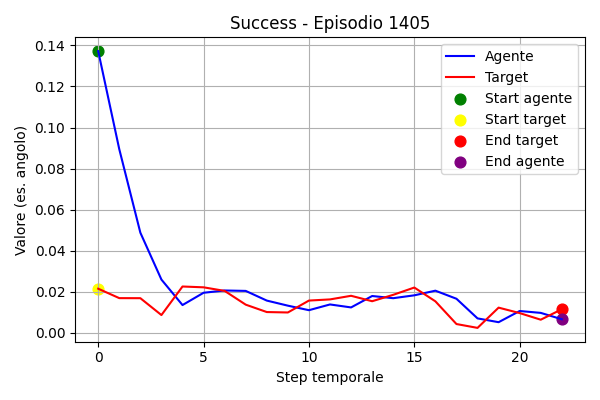 Success - Episodio 1405
Valore (es. angolo)
0.14
0.12
0.10
0.08
0.06
0.04
0.02
0.00
Agente
Target
Start agente
Start target
End target
End agente
0 5 10 15 20
Step temporale